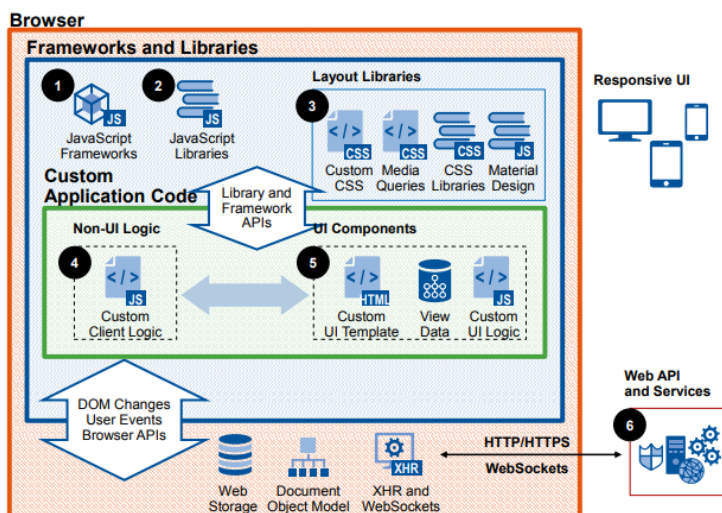 Browser
Frameworks and Libraries
1
JS
JavaScript
Frameworks
2
JS
JavaScript
Libraries
Layout Libraries
3
</>
CSS
Custom
CSS
</>
CSS
Media
Queries
CSS
CSS
Libraries
JS
Material
Design
Responsive UI
Custom
Application Code
Library and
Framework
APIs
Non-UI Logic
4
</>
JS
Custom
Client Logic
UI Components
5
</>
HTML
Custom
UI Template
View
Data
</>
JS
Custom
UI Logic
DOM Changes
User Events
Browser APIs
Web
Storage
Document
Object Model
XHR
XHR and
WebSockets
HTTP/HTTPS
WebSockets
Web API
and Services
6